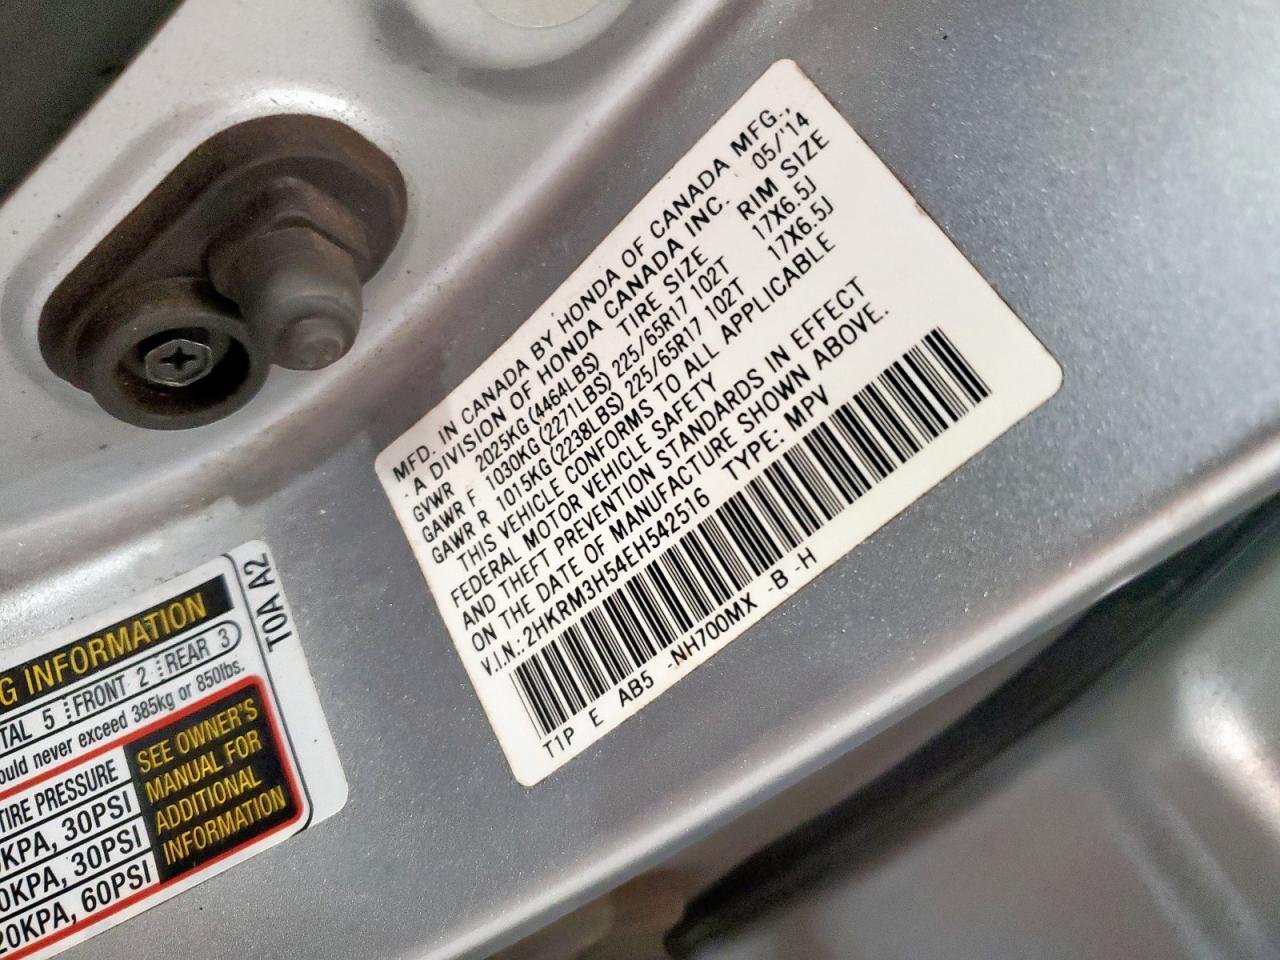 MFD. IN CANADA BY HONDA OF CANADA MFG.,
A DIVISION OF HONDA CANADA INC. 05/'14
GVWR 2025KG(4464LBS) TIRE SIZE RIM SIZE
GAWR F 1030KG(2271LBS) 225/65R17 102T 17X6.5J
GAWR R 1015KG(2238LBS) 225/65R17 102T 17X6.5J
THIS VEHICLE CONFORMS TO ALL APPLICABLE
FEDERAL MOTOR VEHICLE SAFETY
AND THEFT PREVENTION STANDARDS IN EFFECT
ON THE DATE OF MANUFACTURE SHOWN ABOVE.
V.I.N.: 2HKRM3H54EH542516 TYPE: MPV
T1P E AB5 -NH700MX -B -H
T0A A2
G INFORMATION
TAL 5 FRONT 2 REAR 3
ould never exceed 385kg or 850lbs.
TIRE PRESSURE
KPA, 30PSI
0KPA, 30PSI
20KPA, 60PSI
SEE OWNER'S
MANUAL FOR
ADDITIONAL
INFORMATION